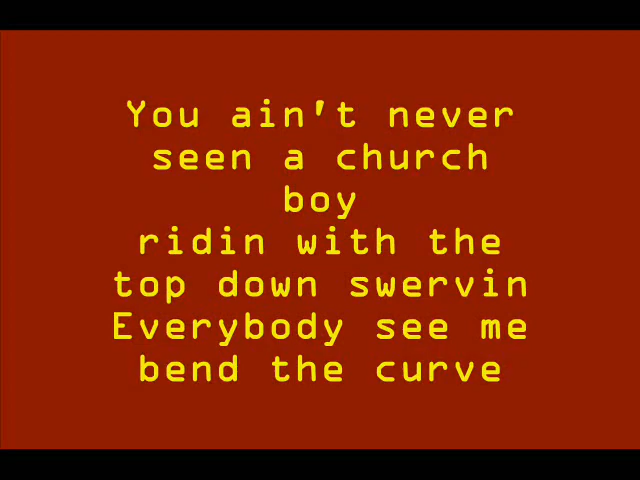 You ain't never
seen a church
boy
ridin with the
top down swervin
Everybody see me
bend the curve